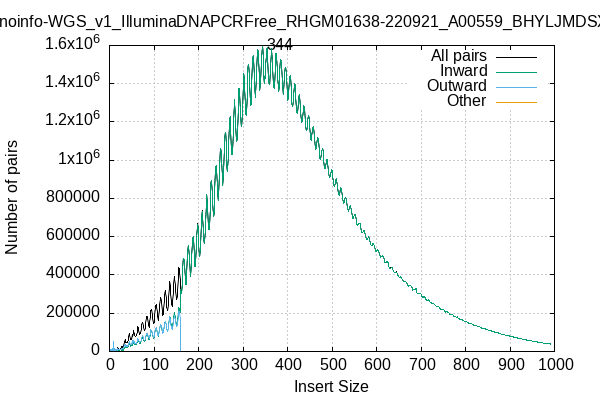 noinfo-WGS_v1_IlluminaDNAPCRFree_RHGM01638-220921_A00559_BHYLJMDSX
344
All pairs
Inward
Outward
Other
1.6x10^6
1.4x10^6
1.2x10^6
1x10^6
800000
600000
400000
200000
0
Number of pairs
0 100 200 300 400 500 600 700 800 900 1000
Insert Size